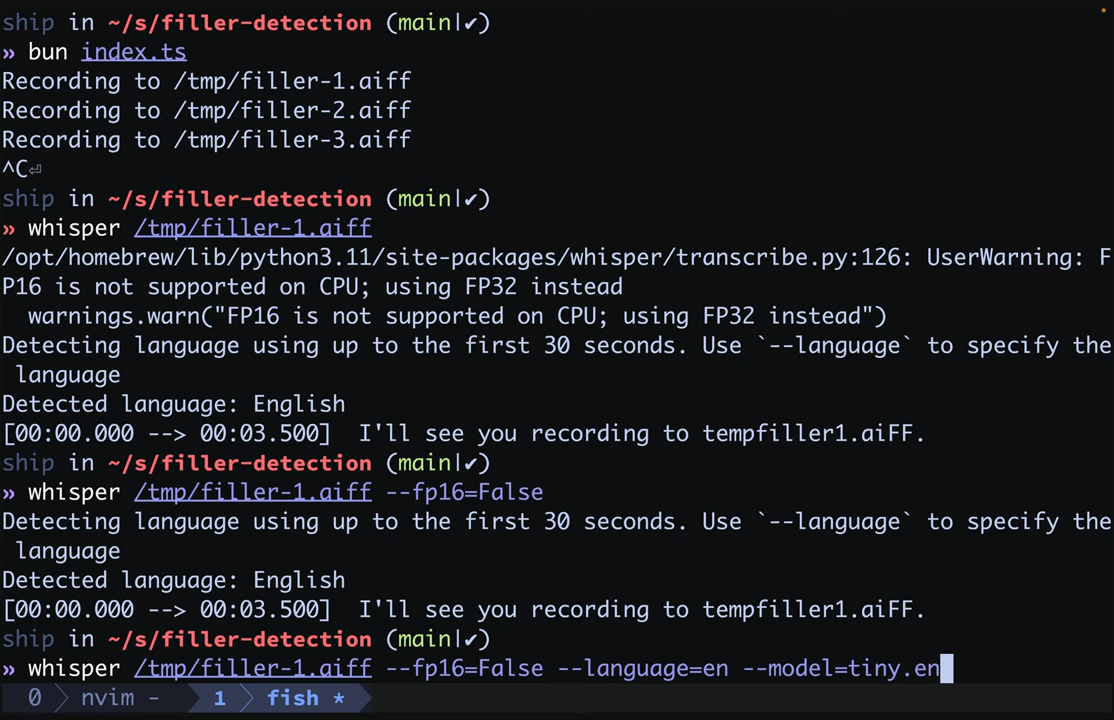 ship in ~/s/filler-detection (main|✔)
» bun index.ts
Recording to /tmp/filler-1.aiff
Recording to /tmp/filler-2.aiff
Recording to /tmp/filler-3.aiff
^C⏎
ship in ~/s/filler-detection (main|✔)
» whisper /tmp/filler-1.aiff
/opt/homebrew/lib/python3.11/site-packages/whisper/transcribe.py:126: UserWarning: F
P16 is not supported on CPU; using FP32 instead
  warnings.warn("FP16 is not supported on CPU; using FP32 instead")
Detecting language using up to the first 30 seconds. Use `--language` to specify the
 language
Detected language: English
[00:00.000 --> 00:03.500]  I'll see you recording to tempfiller1.aiFF.
ship in ~/s/filler-detection (main|✔)
» whisper /tmp/filler-1.aiff --fp16=False
Detecting language using up to the first 30 seconds. Use `--language` to specify the
 language
Detected language: English
[00:00.000 --> 00:03.500]  I'll see you recording to tempfiller1.aiFF.
ship in ~/s/filler-detection (main|✔)
» whisper /tmp/filler-1.aiff --fp16=False --language=en --model=tiny.en
0 nvim - 1 fish *